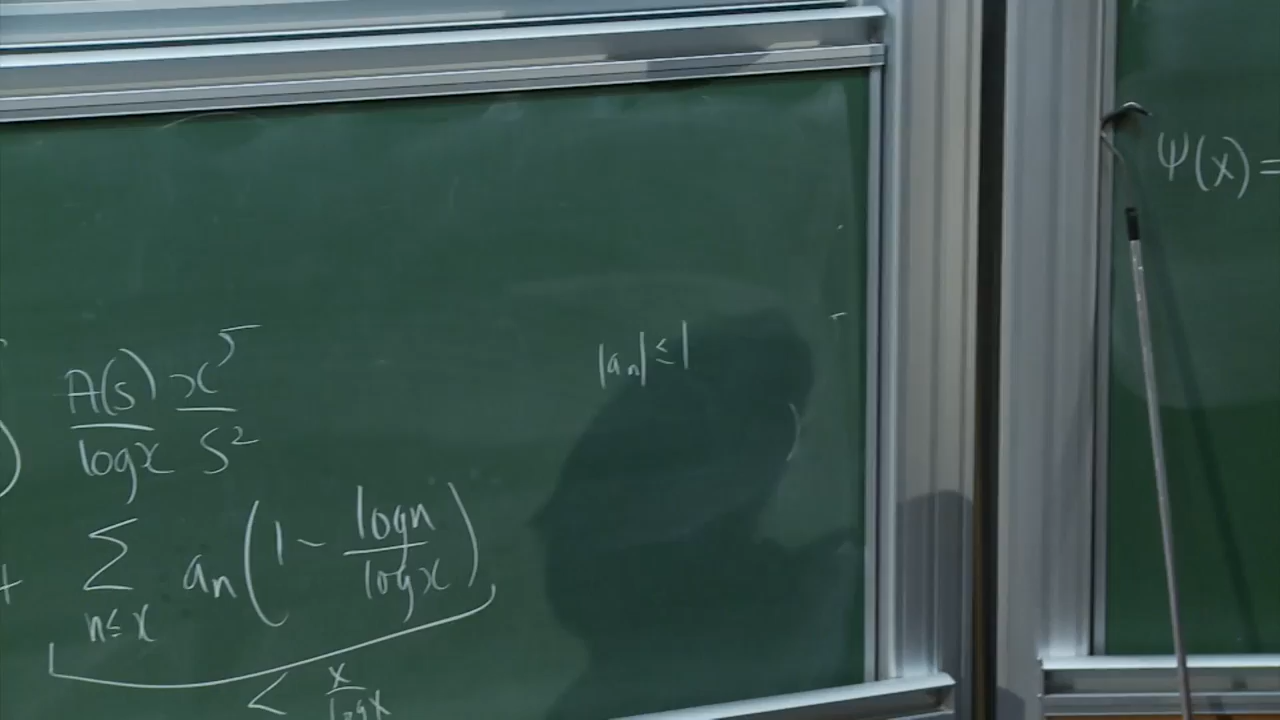 A(s)/log x x^s/s^2
|a_n| ≤ 1
+ Σ_{n≤x} a_n (1 - log n/log x)
< x/log x
Ψ(x) =